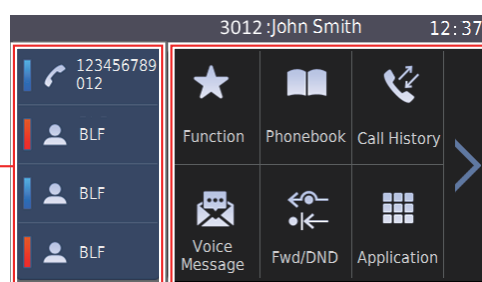 3012 :John Smith 12:37
123456789
012
BLF
BLF
BLF
Function Phonebook Call History
Voice
Message Fwd/DND Application